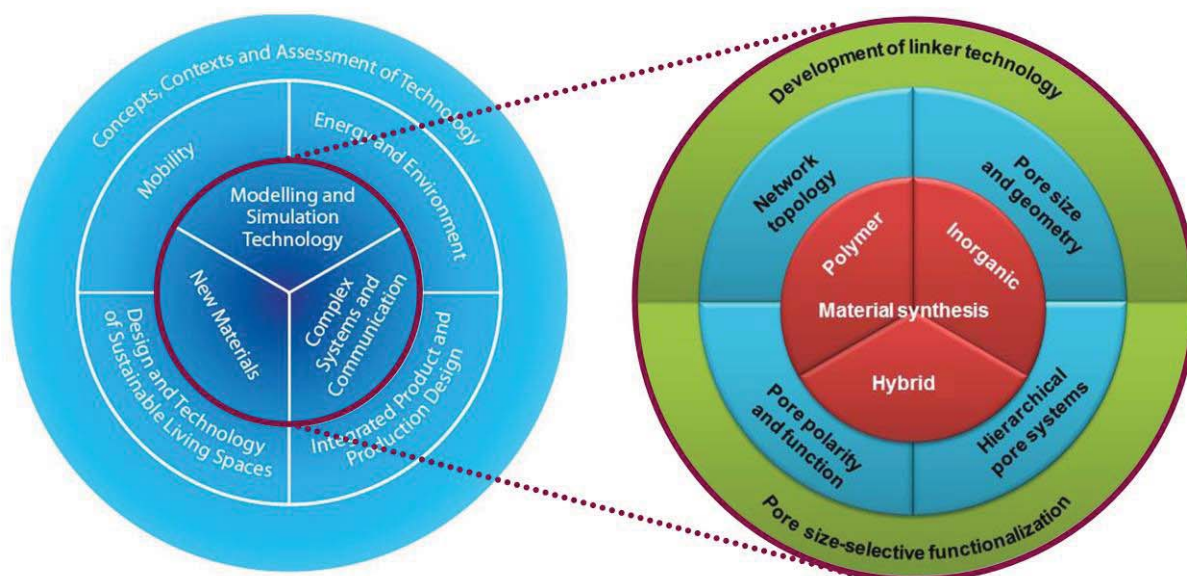 Concepts, Contexts and Assessment of Technology
Mobility
Energy and Environment
Modelling and
Simulation
Technology
New Materials
Complex
Systems and
Communication
Design and Technology
of Sustainable Living Spaces
Integrated Product and
Production Design
Development of linker technology
Network
topology
Pore size
and geometry
Polymer
Inorganic
Material synthesis
Hybrid
Pore polarity
and function
Hierarchical
pore systems
Pore size-selective functionalization